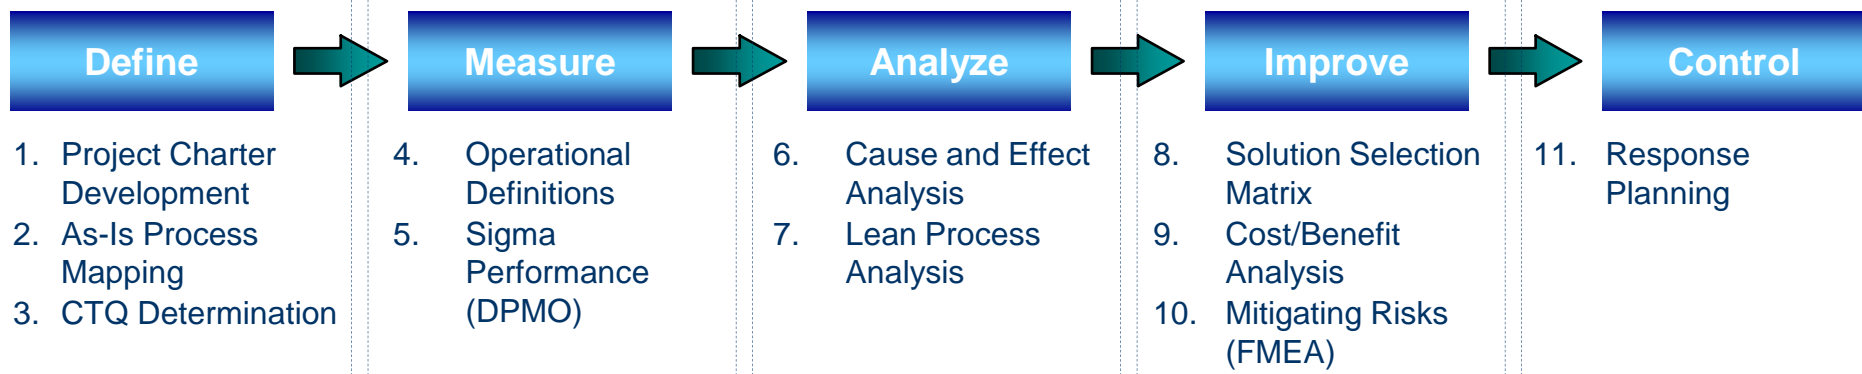 Define
Measure
Analyze
Improve
Control
1. Project Charter
Development
2. As-Is Process
Mapping
3. CTQ Determination
4. Operational
Definitions
5. Sigma
Performance
(DPMO)
6. Cause and Effect
Analysis
7. Lean Process
Analysis
8. Solution Selection
Matrix
9. Cost/Benefit
Analysis
10. Mitigating Risks
(FMEA)
11. Response
Planning